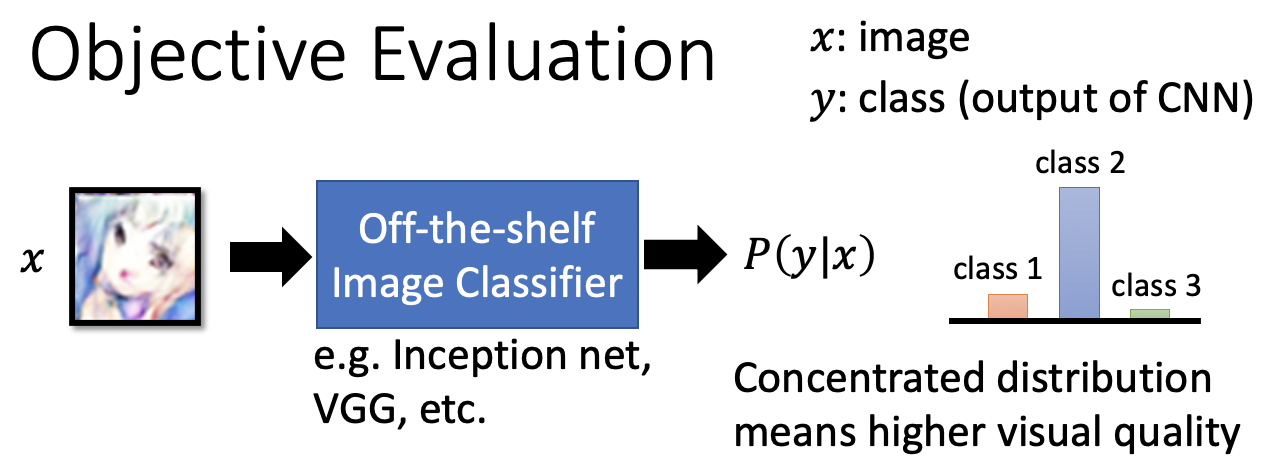 Objective Evaluation
𝑥: image
𝑦: class (output of CNN)
𝑥
Off-the-shelf
Image Classifier
e.g. Inception net,
VGG, etc.
𝑃(𝑦|𝑥)
class 1
class 2
class 3
Concentrated distribution
means higher visual quality